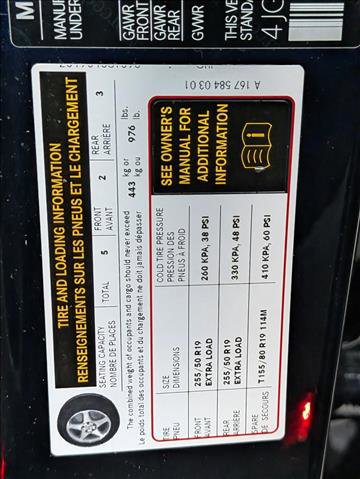 MANU
UNDER
GAWR
FRONT
GAWR
REAR
GVWR
THIS VE
STANDA
4JG
A 167 584 03 01
TIRE AND LOADING INFORMATION
RENSEIGNEMENTS SUR LES PNEUS ET LE CHARGEMENT
SEATING CAPACITY
NOMBRE DE PLACES
TOTAL 5
FRONT
AVANT
2
REAR
ARRIÈRE
3
The combined weight of occupants and cargo should never exceed
Le poids total des occupants et du chargement ne doit jamais dépasser
443 kg or
kg ou
976 lbs.
lb.
TIRE
PNEU
SIZE
DIMENSIONS
COLD TIRE PRESSURE
PRESSION DES
PNEUS À FROID
FRONT
AVANT
255/50 R19
EXTRA LOAD
260 KPA, 38 PSI
REAR
ARRIÈRE
255/50 R19
EXTRA LOAD
330 KPA, 48 PSI
SPARE
DE SECOURS
T155/80 R19 114M
410 KPA, 60 PSI
SEE OWNER'S
MANUAL FOR
ADDITIONAL
INFORMATION